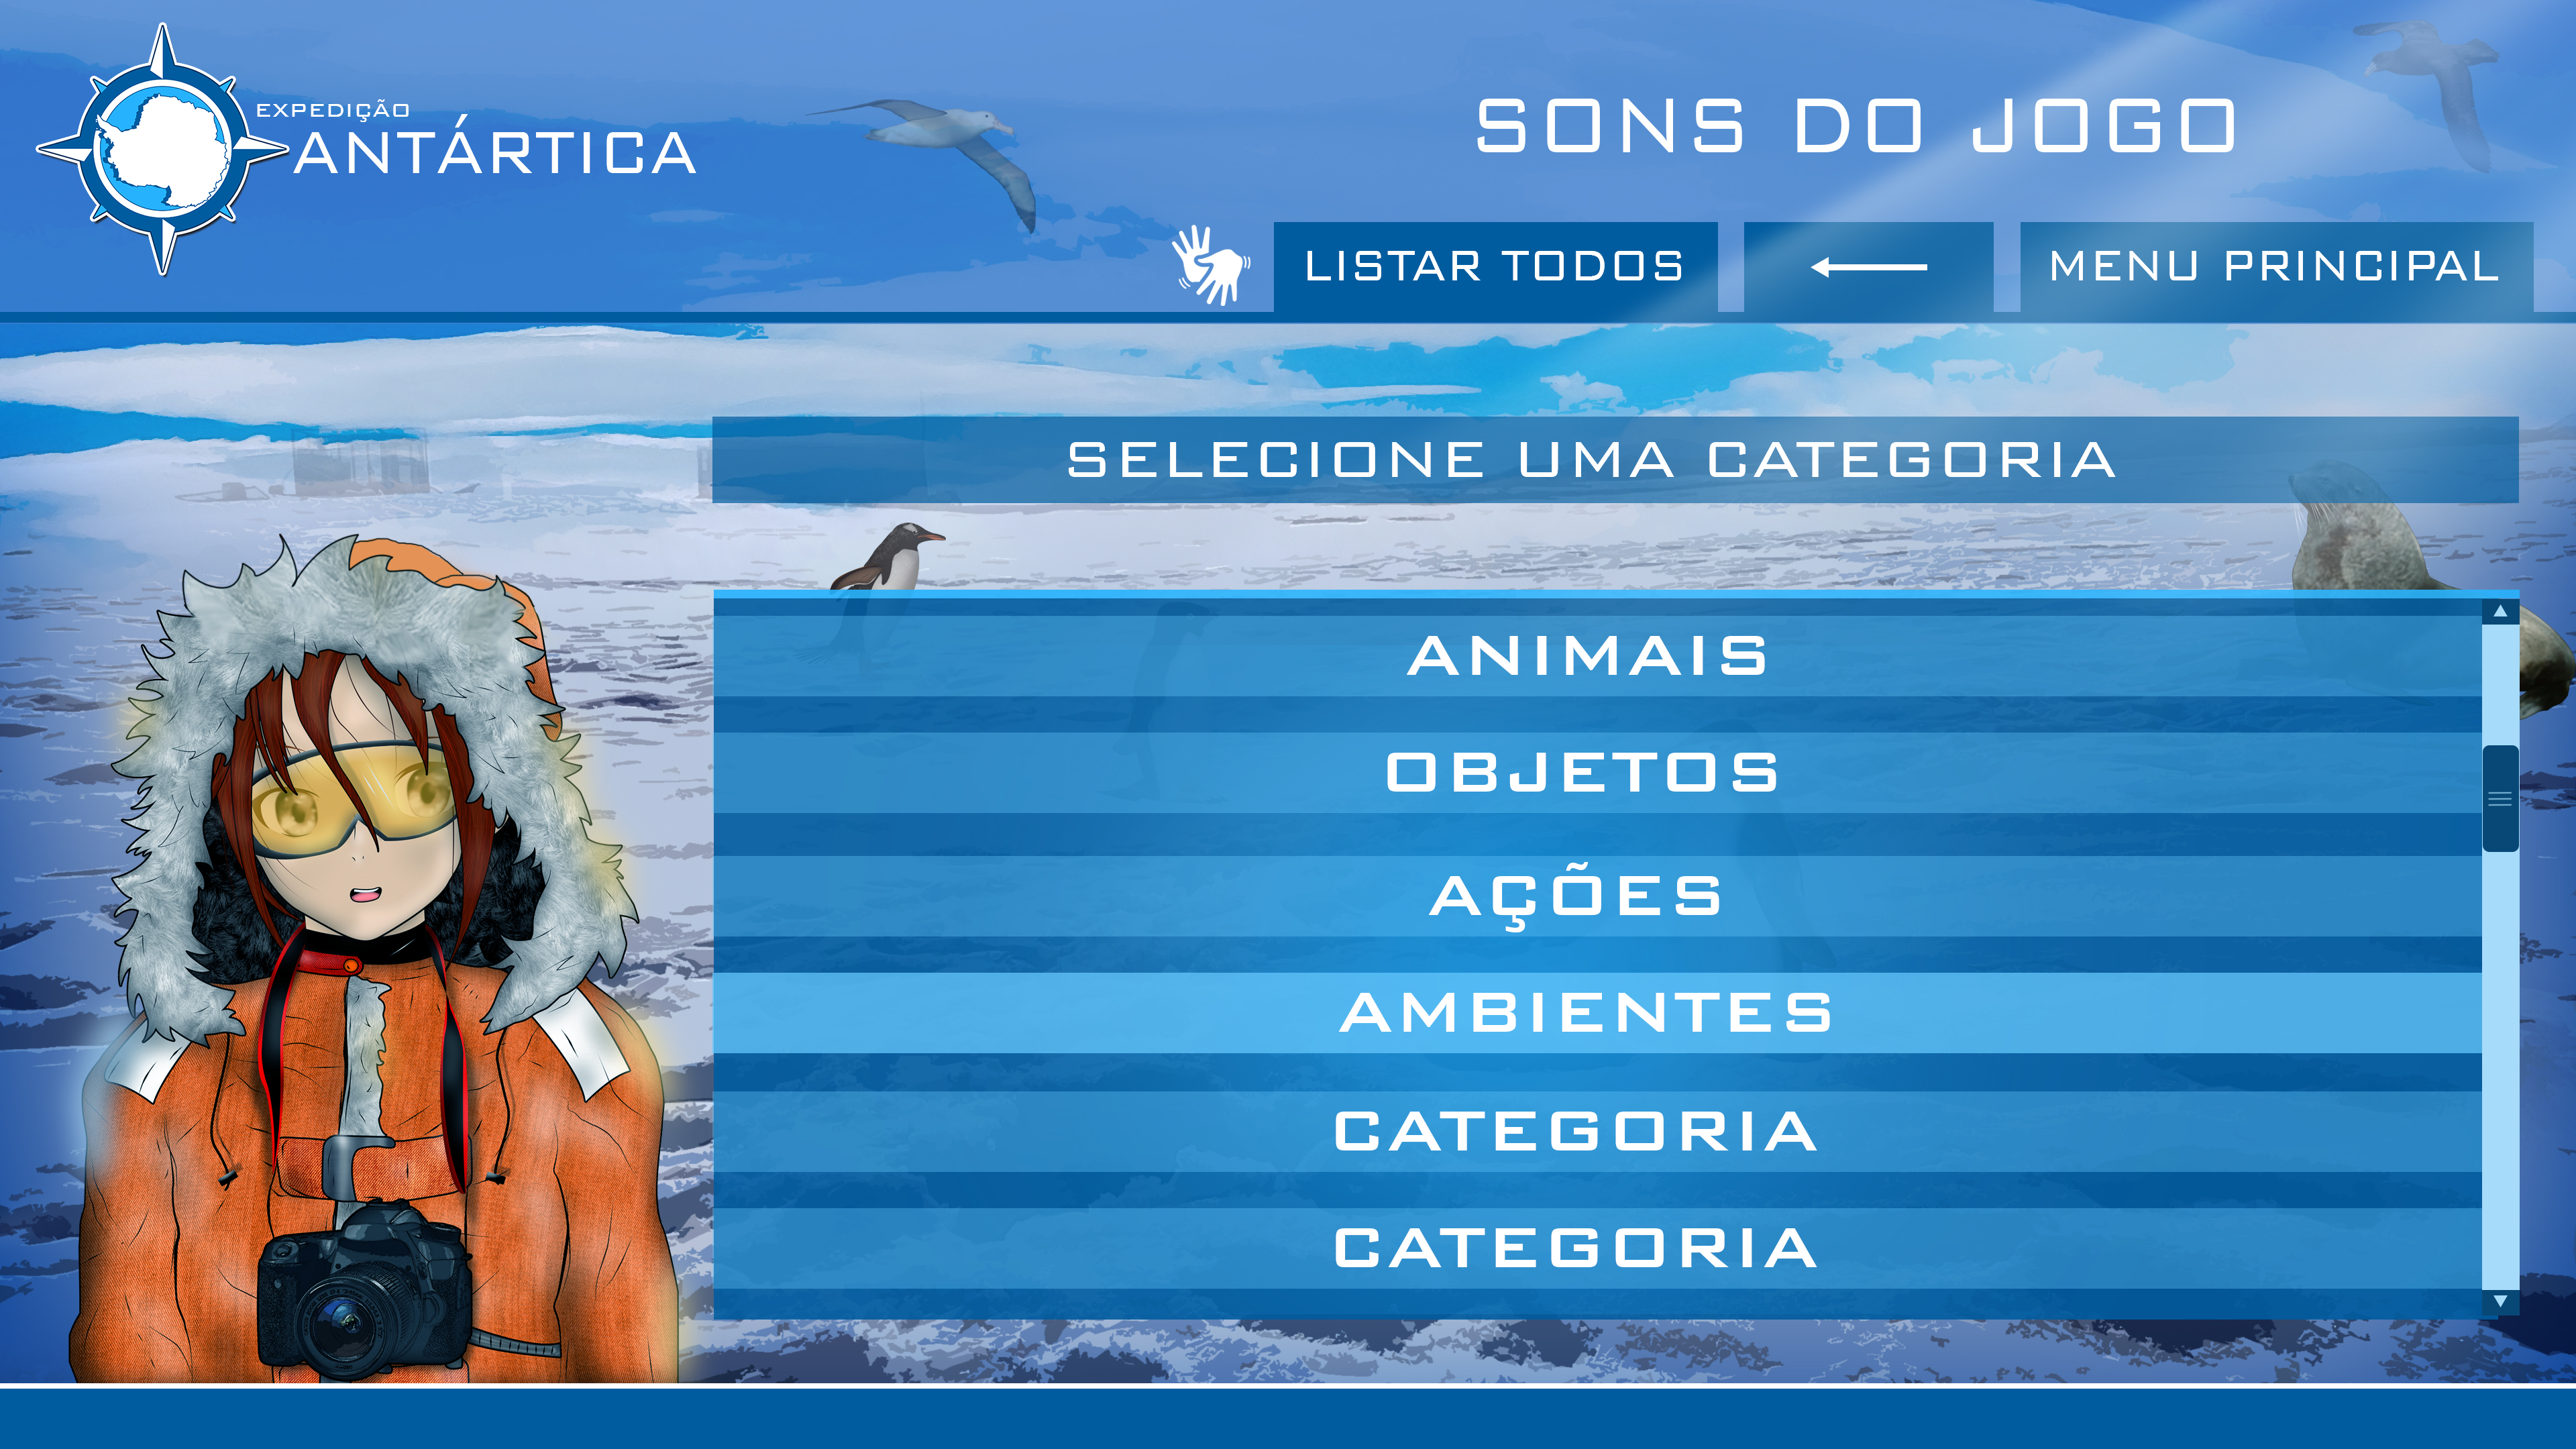 EXPEDIÇÃO
ANTÁRTICA
SONS DO JOGO
LISTAR TODOS
MENU PRINCIPAL
SELECIONE UMA CATEGORIA
ANIMAIS
OBJETOS
AÇÕES
AMBIENTES
CATEGORIA
CATEGORIA